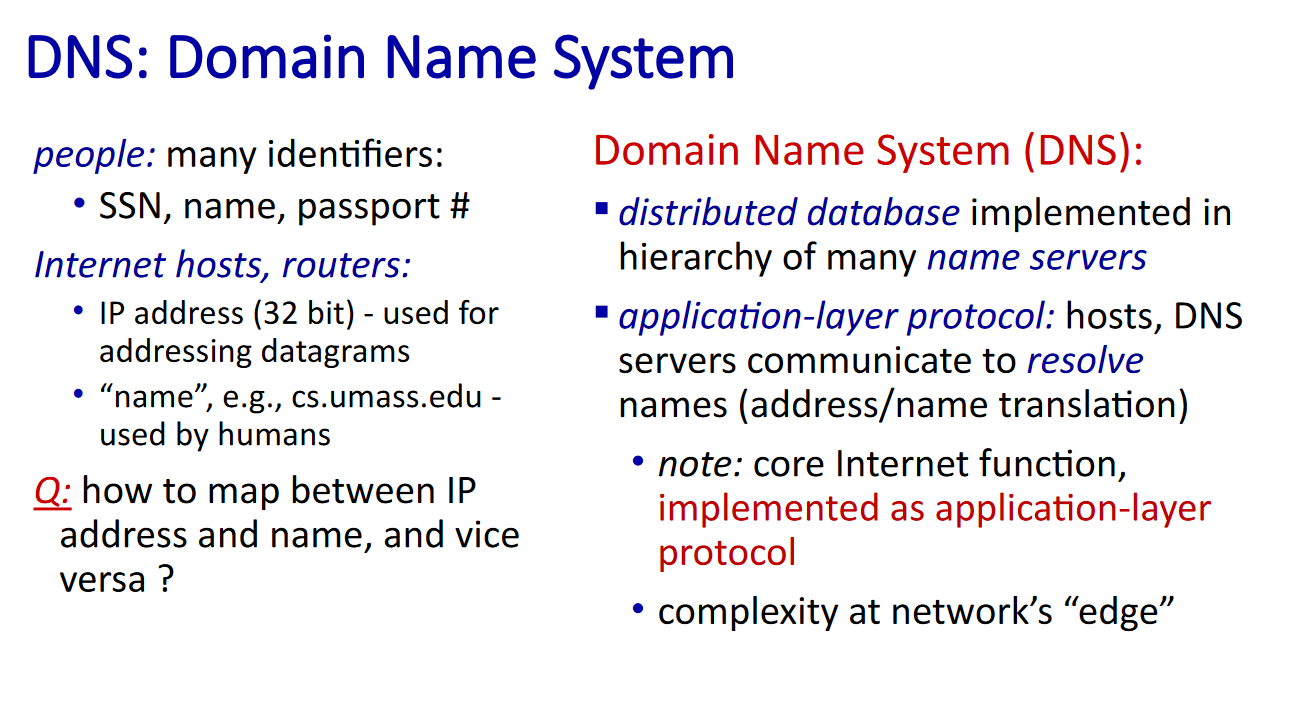 DNS: Domain Name System
people: many identifiers:
• SSN, name, passport #
Internet hosts, routers:
• IP address (32 bit) - used for
addressing datagrams
• “name”, e.g., cs.umass.edu -
used by humans
Q: how to map between IP
address and name, and vice
versa ?
Domain Name System (DNS):
▪ distributed database implemented in
hierarchy of many name servers
▪ application-layer protocol: hosts, DNS
servers communicate to resolve
names (address/name translation)
• note: core Internet function,
implemented as application-layer
protocol
• complexity at network’s “edge”